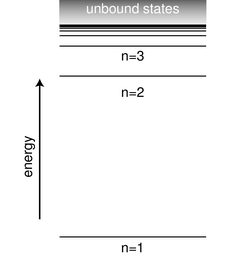 unbound states
n=3
n=2
energy
n=1